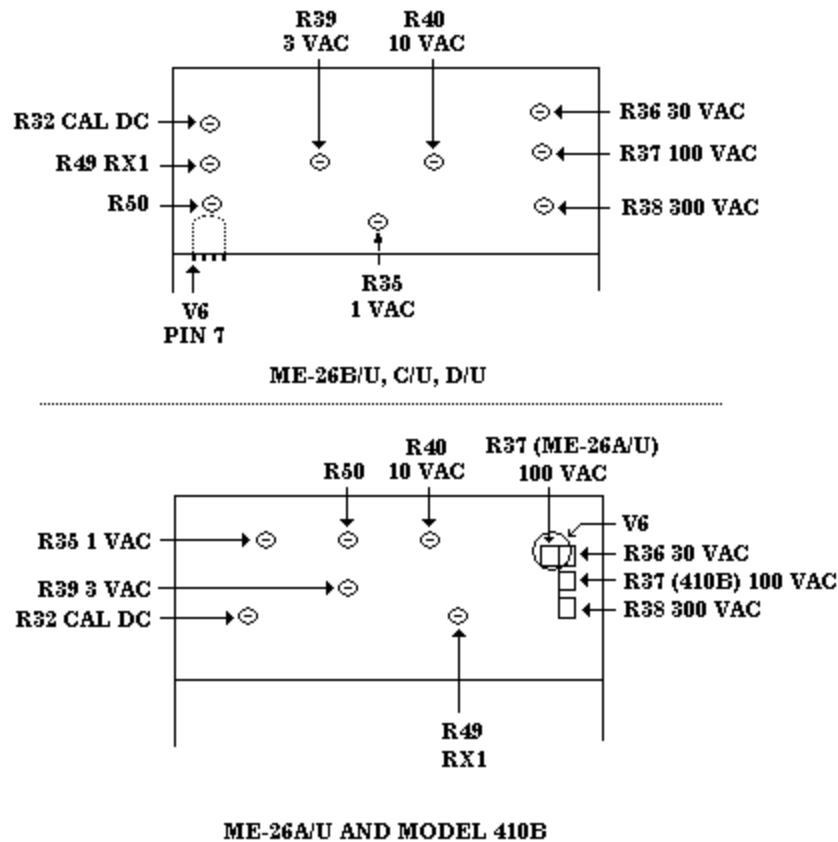 R39
3 VAC
R40
10 VAC
R32 CAL DC
R49 RX1
R50
R36 30 VAC
R37 100 VAC
R38 300 VAC
V6
PIN 7
R35
1 VAC
ME-26B/U, C/U, D/U
R50
R40
10 VAC
R37 (ME-26A/U)
100 VAC
V6
R35 1 VAC
R39 3 VAC
R32 CAL DC
R36 30 VAC
R37 (410B) 100 VAC
R38 300 VAC
R49
RX1
ME-26A/U AND MODEL 410B